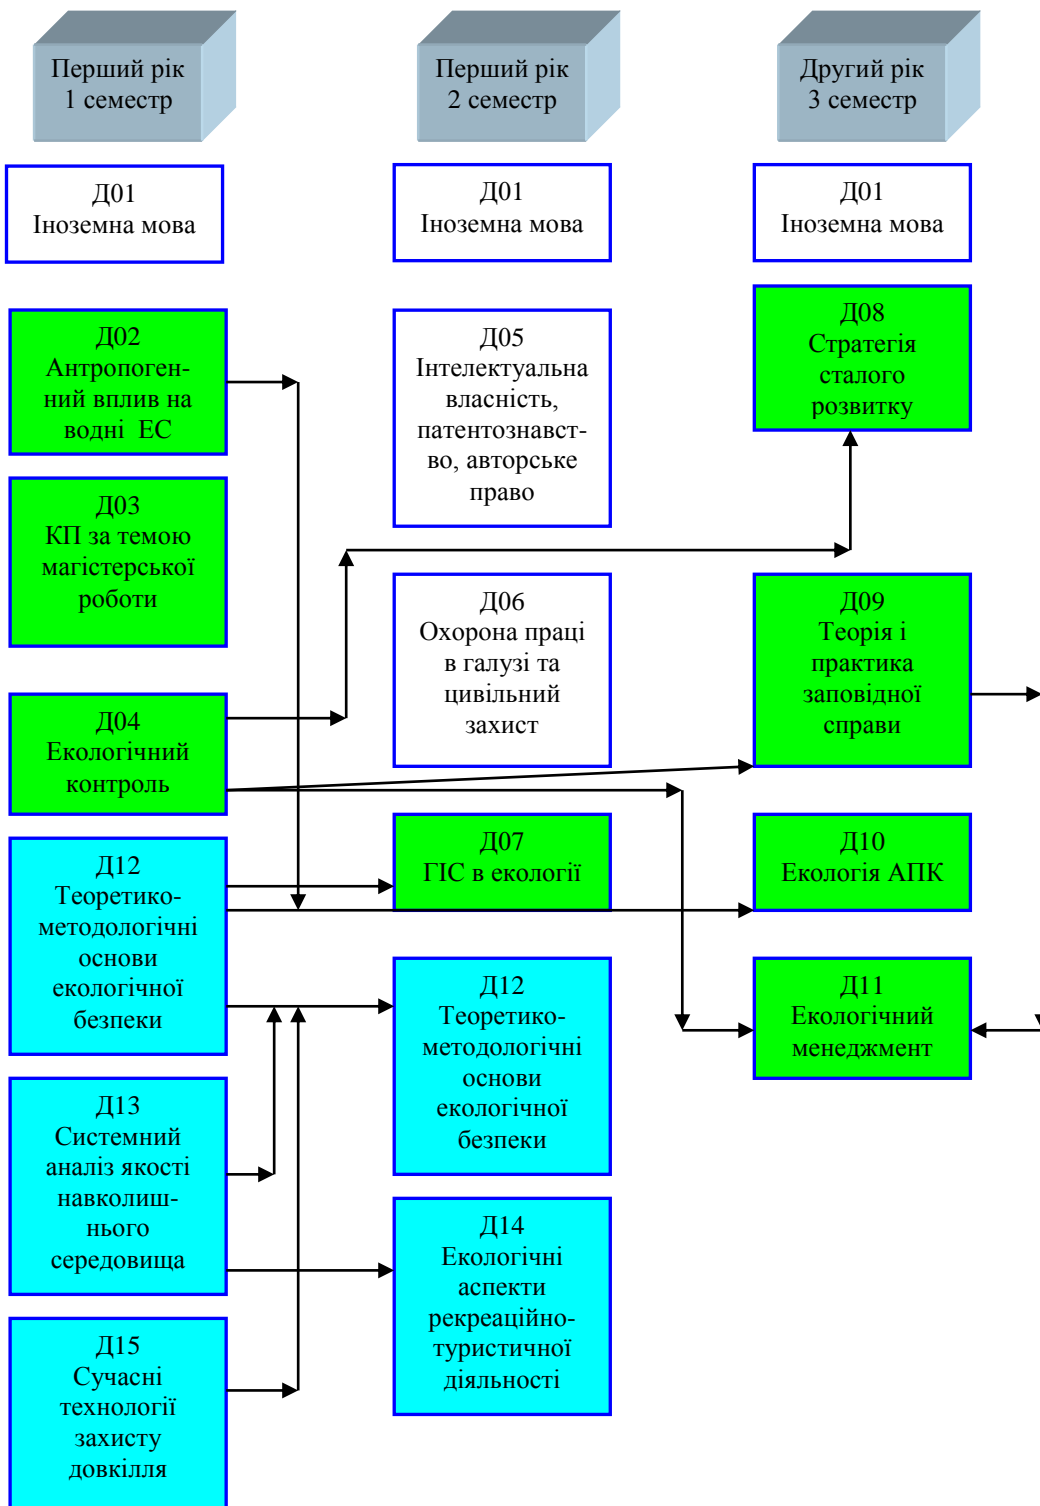 Перший рік
1 семестр
Перший рік
2 семестр
Другий рік
3 семестр
Д01
Іноземна мова
Д01
Іноземна мова
Д01
Іноземна мова
Д02
Антропоген-
ний вплив на
водні ЕС
Д03
КП за темою
магістерської
роботи
Д04
Екологічний
контроль
Д12
Теоретико-
методологічні
основи
екологічної
безпеки
Д13
Системний
аналіз якості
навколиш-
нього
середовища
Д15
Сучасні
технології
захисту
довкілля
Д05
Інтелектуальна
власність,
патентознавст-
во, авторське
право
Д06
Охорона праці
в галузі та
цивільний
захист
Д07
ГІС в екології
Д12
Теоретико-
методологічні
основи
екологічної
безпеки
Д14
Екологічні
аспекти
рекреаційно-
туристичної
діяльності
Д08
Стратегія
сталого
розвитку
Д09
Теорія і
практика
заповідної
справи
Д10
Екологія АПК
Д11
Екологічний
менеджмент